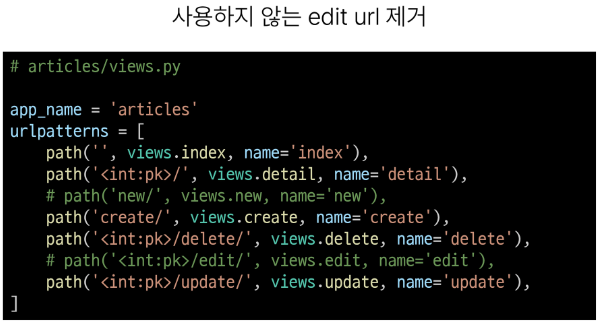 사용하지 않는 edit url 제거
# articles/views.py
app_name = 'articles'
urlpatterns = [
    path('', views.index, name='index'),
    path('<int:pk>/', views.detail, name='detail'),
    # path('new/', views.new, name='new'),
    path('create/', views.create, name='create'),
    path('<int:pk>/delete/', views.delete, name='delete'),
    # path('<int:pk>/edit/', views.edit, name='edit'),
    path('<int:pk>/update/', views.update, name='update'),
]